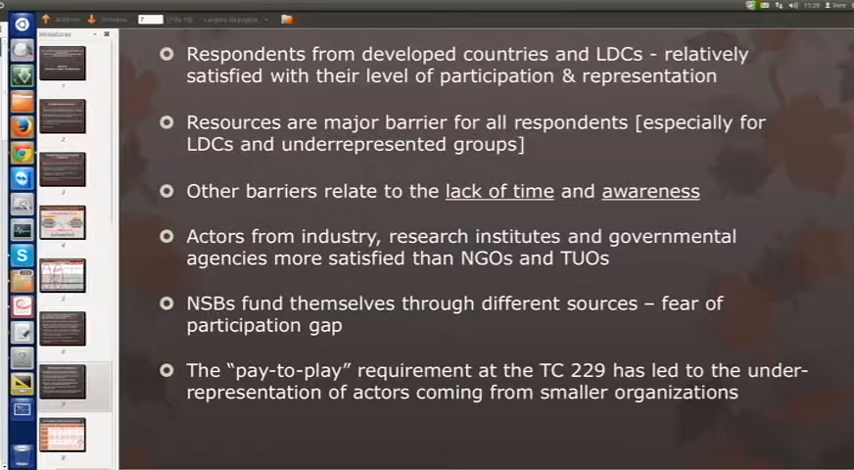 7
11:25
Miniaturas
Respondents from developed countries and LDCs - relatively
satisfied with their level of participation & representation
Resources are major barrier for all respondents [especially for
LDCs and underrepresented groups]
Other barriers relate to the lack of time and awareness
Actors from industry, research institutes and governmental
agencies more satisfied than NGOs and TUOs
NSBs fund themselves through different sources – fear of
participation gap
The “pay-to-play” requirement at the TC 229 has led to the under-
representation of actors coming from smaller organizations